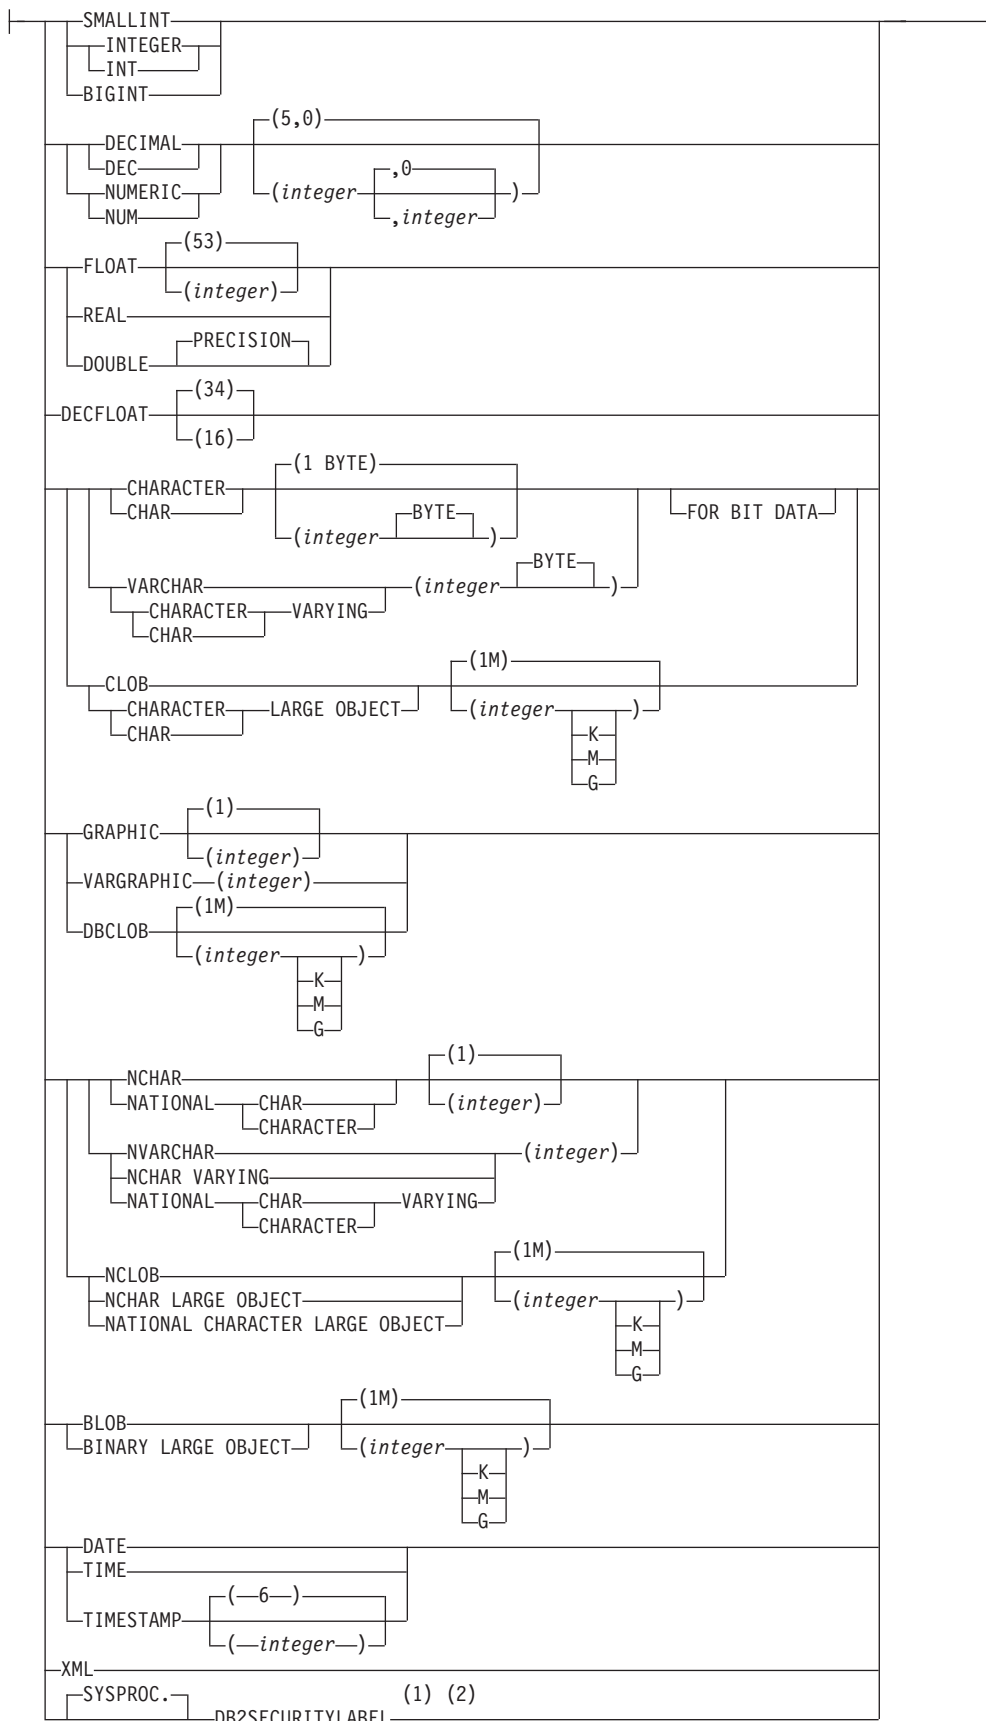 SMALLINT
INTEGER
INT
BIGINT
(5,0)
DECIMAL
DEC
,0
NUMERIC (integer )
NUM ,integer
(53)
FLOAT
(integer)
REAL
PRECISION
DOUBLE
(34)
DECFLOAT
(16)
(1 BYTE)
CHARACTER
CHAR BYTE FOR BIT DATA
(integer )
BYTE
VARCHAR (integer )
CHARACTER VARYING
CHAR
(1M)
CLOB
CHARACTER LARGE OBJECT (integer )
CHAR K
M
G
(1)
GRAPHIC
(integer)
VARGRAPHIC (integer)
(1M)
DBCLOB
(integer )
K
M
G
(1)
NCHAR
NATIONAL CHAR (integer)
CHARACTER
NVARCHAR (integer)
NCHAR VARYING
NATIONAL CHAR VARYING
CHARACTER
(1M)
NCLOB
NCHAR LARGE OBJECT (integer )
NATIONAL CHARACTER LARGE OBJECT K
M
G
(1M)
BLOB
BINARY LARGE OBJECT (integer )
K
M
G
DATE
TIME
( 6 )
TIMESTAMP
( integer )
XML
SYSPROC. (1) (2)
DB2SECURITYLABEL